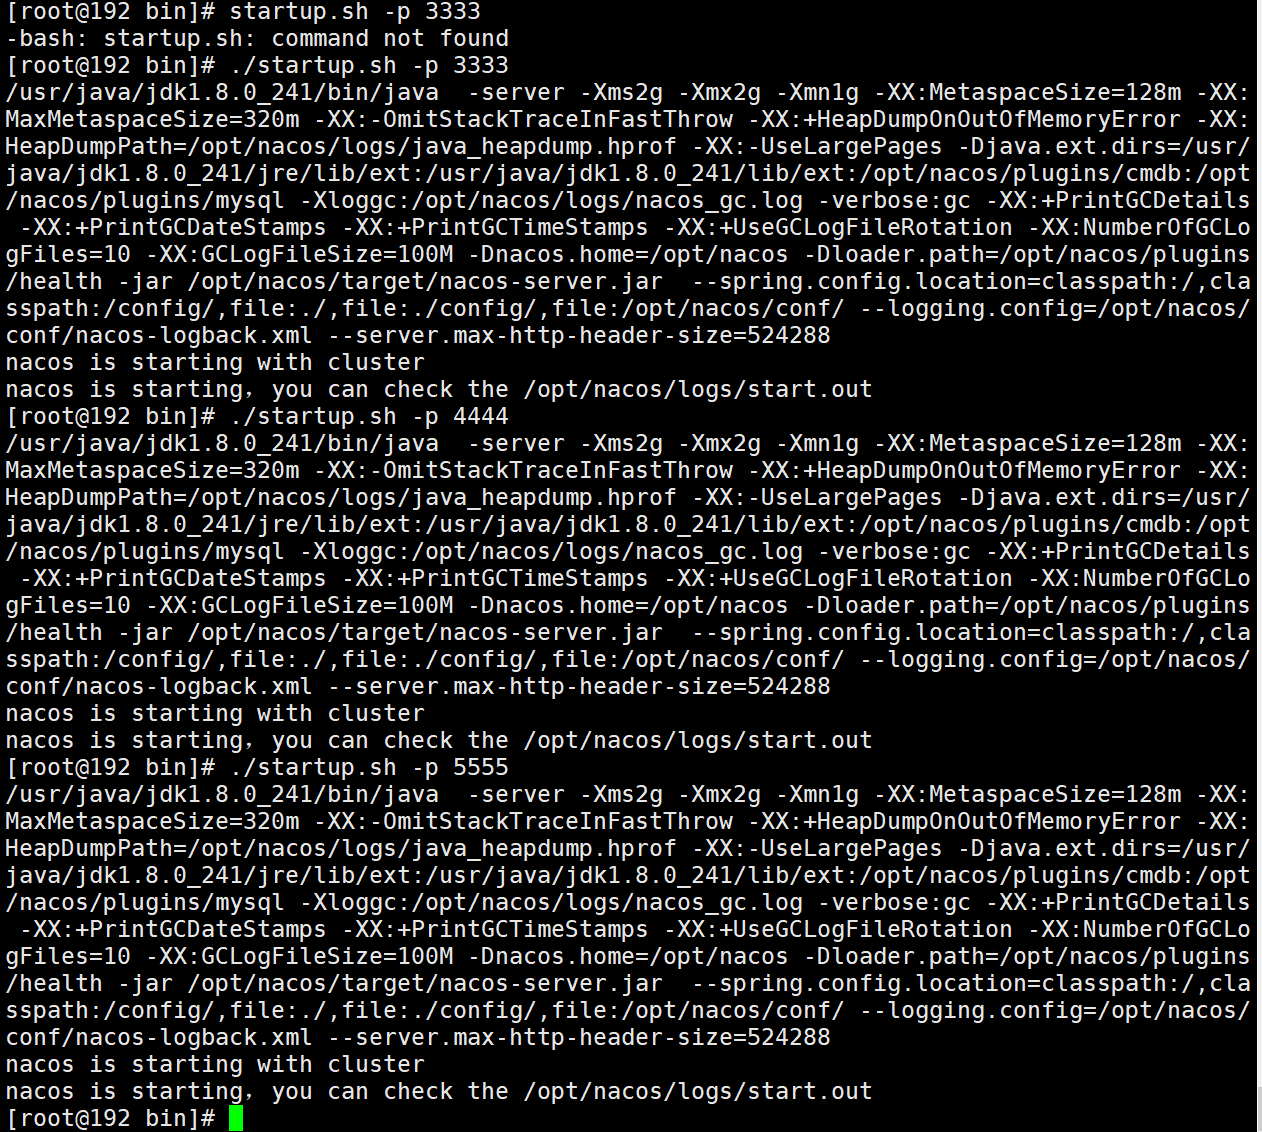 [root@192 bin]# startup.sh -p 3333
-bash: startup.sh: command not found
[root@192 bin]# ./startup.sh -p 3333
/usr/java/jdk1.8.0_241/bin/java  -server -Xms2g -Xmx2g -Xmn1g -XX:MetaspaceSize=128m -XX:
MaxMetaspaceSize=320m -XX:-OmitStackTraceInFastThrow -XX:+HeapDumpOnOutOfMemoryError -XX:
HeapDumpPath=/opt/nacos/logs/java_heapdump.hprof -XX:-UseLargePages -Djava.ext.dirs=/usr/
java/jdk1.8.0_241/jre/lib/ext:/usr/java/jdk1.8.0_241/lib/ext:/opt/nacos/plugins/cmdb:/opt
/nacos/plugins/mysql -Xloggc:/opt/nacos/logs/nacos_gc.log -verbose:gc -XX:+PrintGCDetails
 -XX:+PrintGCDateStamps -XX:+PrintGCTimeStamps -XX:+UseGCLogFileRotation -XX:NumberOfGCLo
gFiles=10 -XX:GCLogFileSize=100M -Dnacos.home=/opt/nacos -Dloader.path=/opt/nacos/plugins
/health -jar /opt/nacos/target/nacos-server.jar  --spring.config.location=classpath:/,cla
sspath:/config/,file:./,file:./config/,file:/opt/nacos/conf/ --logging.config=/opt/nacos/
conf/nacos-logback.xml --server.max-http-header-size=524288
nacos is starting with cluster
nacos is starting，you can check the /opt/nacos/logs/start.out
[root@192 bin]# ./startup.sh -p 4444
/usr/java/jdk1.8.0_241/bin/java  -server -Xms2g -Xmx2g -Xmn1g -XX:MetaspaceSize=128m -XX:
MaxMetaspaceSize=320m -XX:-OmitStackTraceInFastThrow -XX:+HeapDumpOnOutOfMemoryError -XX:
HeapDumpPath=/opt/nacos/logs/java_heapdump.hprof -XX:-UseLargePages -Djava.ext.dirs=/usr/
java/jdk1.8.0_241/jre/lib/ext:/usr/java/jdk1.8.0_241/lib/ext:/opt/nacos/plugins/cmdb:/opt
/nacos/plugins/mysql -Xloggc:/opt/nacos/logs/nacos_gc.log -verbose:gc -XX:+PrintGCDetails
 -XX:+PrintGCDateStamps -XX:+PrintGCTimeStamps -XX:+UseGCLogFileRotation -XX:NumberOfGCLo
gFiles=10 -XX:GCLogFileSize=100M -Dnacos.home=/opt/nacos -Dloader.path=/opt/nacos/plugins
/health -jar /opt/nacos/target/nacos-server.jar  --spring.config.location=classpath:/,cla
sspath:/config/,file:./,file:./config/,file:/opt/nacos/conf/ --logging.config=/opt/nacos/
conf/nacos-logback.xml --server.max-http-header-size=524288
nacos is starting with cluster
nacos is starting，you can check the /opt/nacos/logs/start.out
[root@192 bin]# ./startup.sh -p 5555
/usr/java/jdk1.8.0_241/bin/java  -server -Xms2g -Xmx2g -Xmn1g -XX:MetaspaceSize=128m -XX:
MaxMetaspaceSize=320m -XX:-OmitStackTraceInFastThrow -XX:+HeapDumpOnOutOfMemoryError -XX:
HeapDumpPath=/opt/nacos/logs/java_heapdump.hprof -XX:-UseLargePages -Djava.ext.dirs=/usr/
java/jdk1.8.0_241/jre/lib/ext:/usr/java/jdk1.8.0_241/lib/ext:/opt/nacos/plugins/cmdb:/opt
/nacos/plugins/mysql -Xloggc:/opt/nacos/logs/nacos_gc.log -verbose:gc -XX:+PrintGCDetails
 -XX:+PrintGCDateStamps -XX:+PrintGCTimeStamps -XX:+UseGCLogFileRotation -XX:NumberOfGCLo
gFiles=10 -XX:GCLogFileSize=100M -Dnacos.home=/opt/nacos -Dloader.path=/opt/nacos/plugins
/health -jar /opt/nacos/target/nacos-server.jar  --spring.config.location=classpath:/,cla
sspath:/config/,file:./,file:./config/,file:/opt/nacos/conf/ --logging.config=/opt/nacos/
conf/nacos-logback.xml --server.max-http-header-size=524288
nacos is starting with cluster
nacos is starting，you can check the /opt/nacos/logs/start.out
[root@192 bin]#